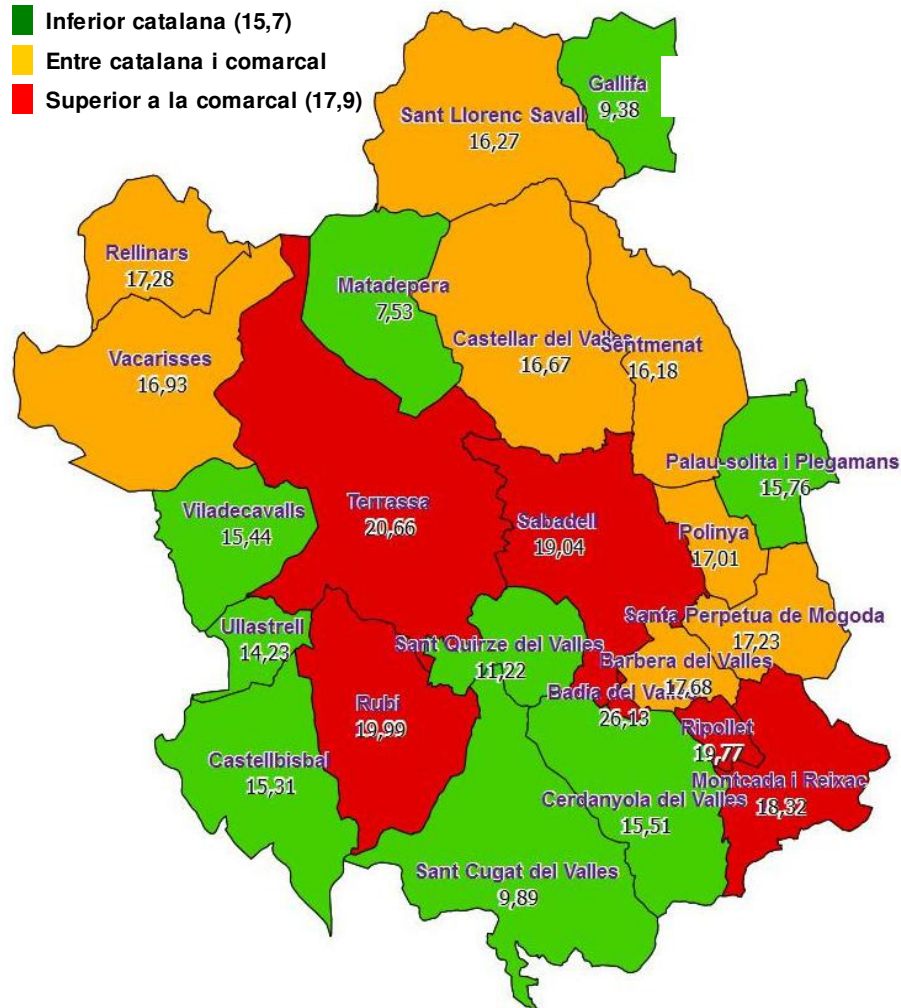 Inferior catalana (15,7)
Entre catalana i comarcal
Superior a la comarcal (17,9)
Gallifa
9,38
Sant Llorenc Savall
16,27
Rellinars
17,28
Matadepera
7,53
Castellar del Valles
16,67
Sentmenat
16,18
Vacarisses
16,93
Palau-solita i Plegamans
15,76
Viladecavalls
15,44
Terrassa
20,66
Sabadell
19,04
Polinya
17,01
Santa Perpetua de Mogoda
17,23
Ullastrell
14,23
Sant Quirze del Valles
11,22
Barbera del Valles
17,68
Badia del Valles
26,13
Rubi
19,99
Ripollet
19,77
Castellbisbal
15,31
Montcada i Reixac
18,32
Cerdanyola del Valles
15,51
Sant Cugat del Valles
9,89